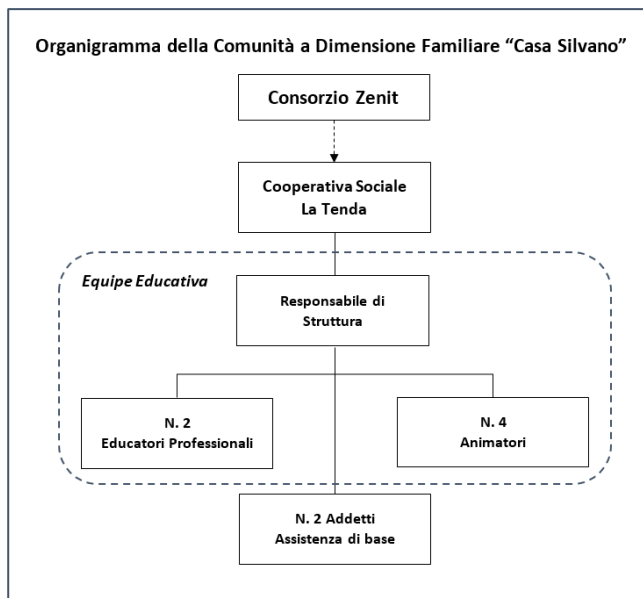 Organigramma della Comunità a Dimensione Familiare “Casa Silvano”
Consorzio Zenit
Cooperativa Sociale
La Tenda
Equipe Educativa
Responsabile di
Struttura
N. 2
Educatori Professionali
N. 4
Animatori
N. 2 Addetti
Assistenza di base